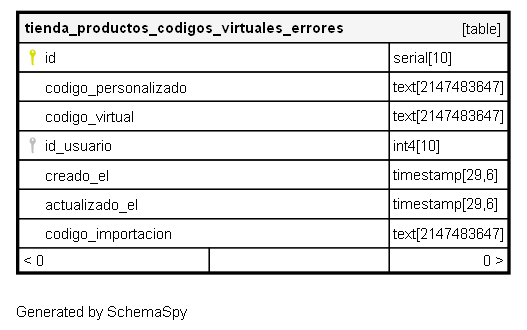 tienda_productos_codigos_virtuales_errores [table]
id serial[10]
codigo_personalizado text[2147483647]
codigo_virtual text[2147483647]
id_usuario int4[10]
creado_el timestamp[29,6]
actualizado_el timestamp[29,6]
codigo_importacion text[2147483647]
< 0 0 >
Generated by SchemaSpy